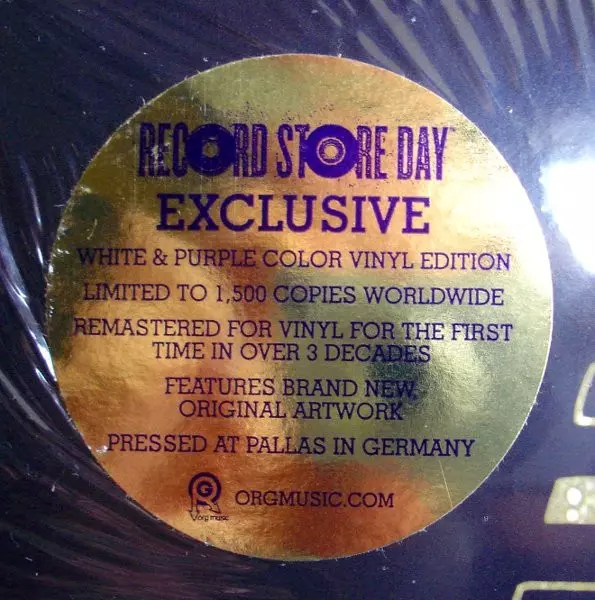 RECORD STORE DAY
EXCLUSIVE
WHITE & PURPLE COLOR VINYL EDITION
LIMITED TO 1,500 COPIES WORLDWIDE
REMASTERED FOR VINYL FOR THE FIRST
TIME IN OVER 3 DECADES
FEATURES BRAND NEW,
ORIGINAL ARTWORK
PRESSED AT PALLAS IN GERMANY
org music
ORGMUSIC.COM